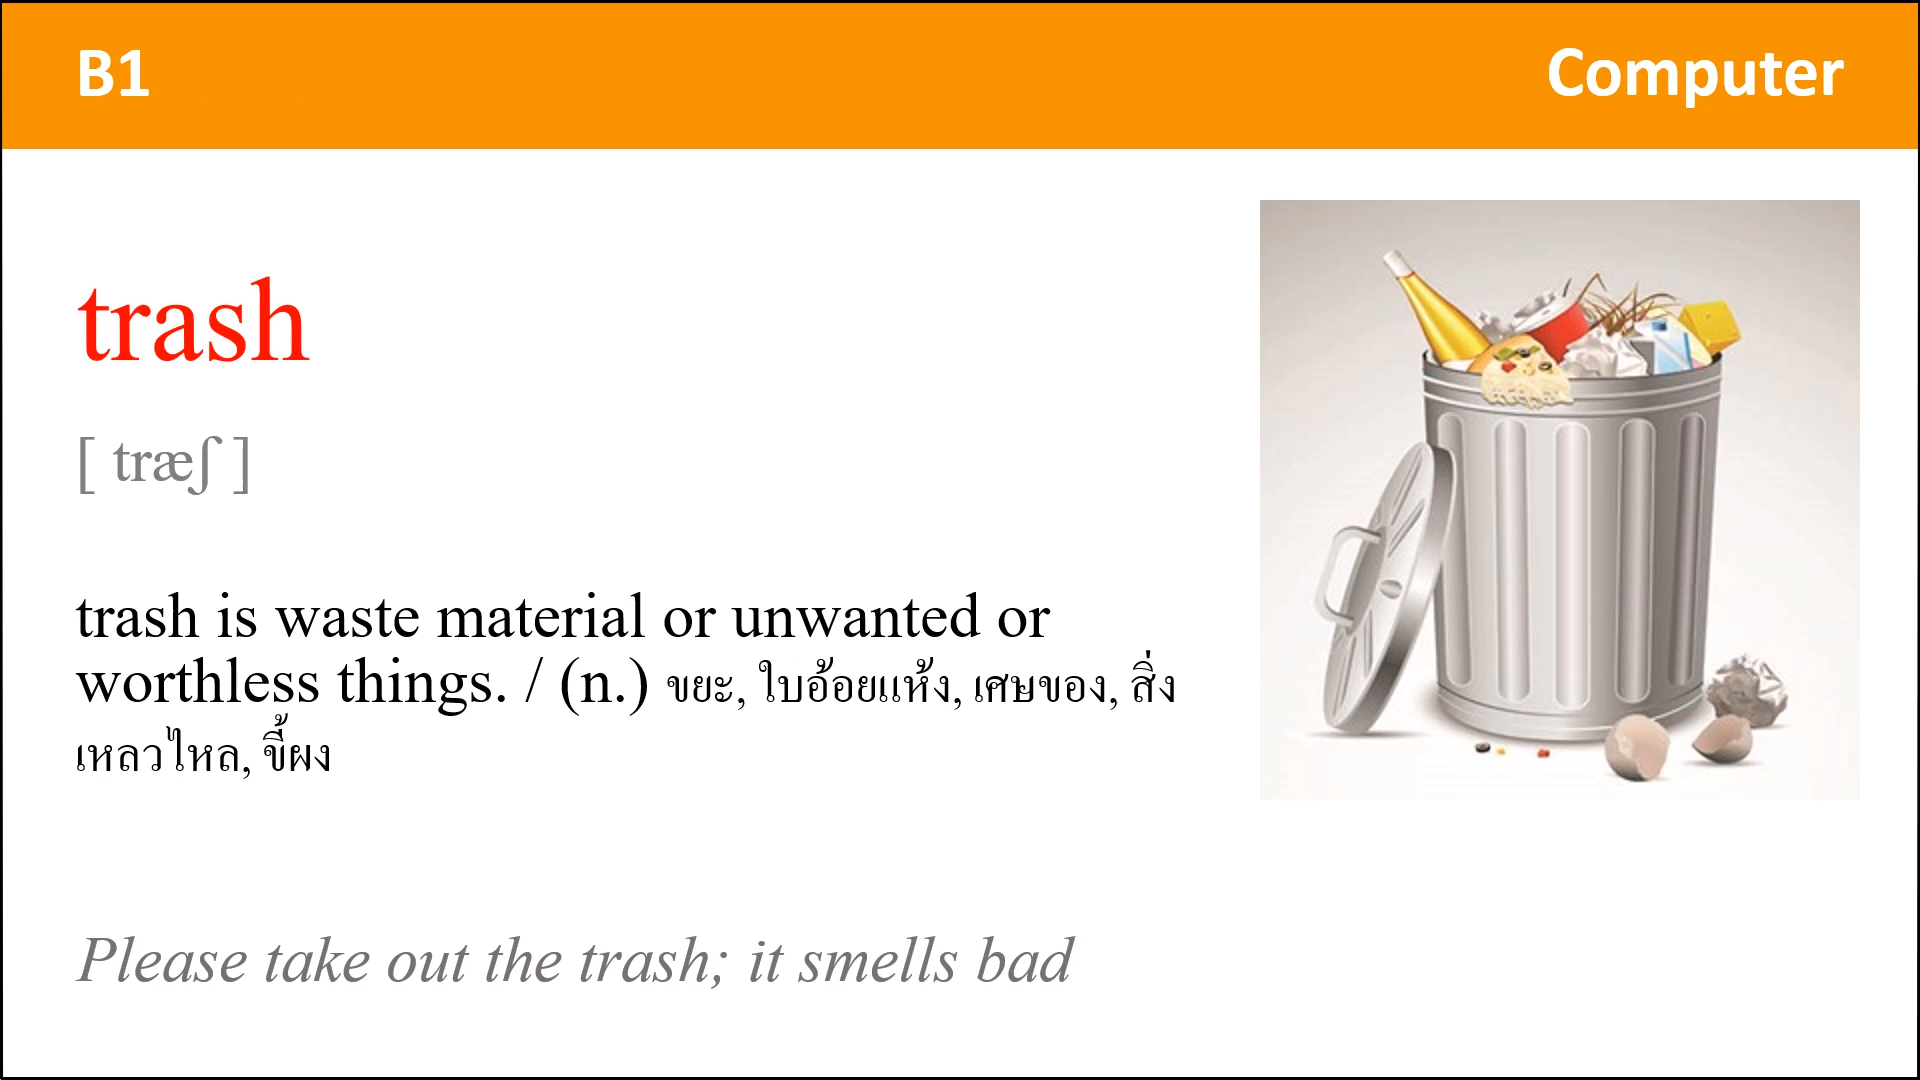 B1
Computer
trash
[ træʃ ]
trash is waste material or unwanted or
worthless things. / (n.) ขยะ, ใบอ้อยแห้ง, เศษของ, สิ่ง
เหลวไหล, ขี้ผง
Please take out the trash; it smells bad